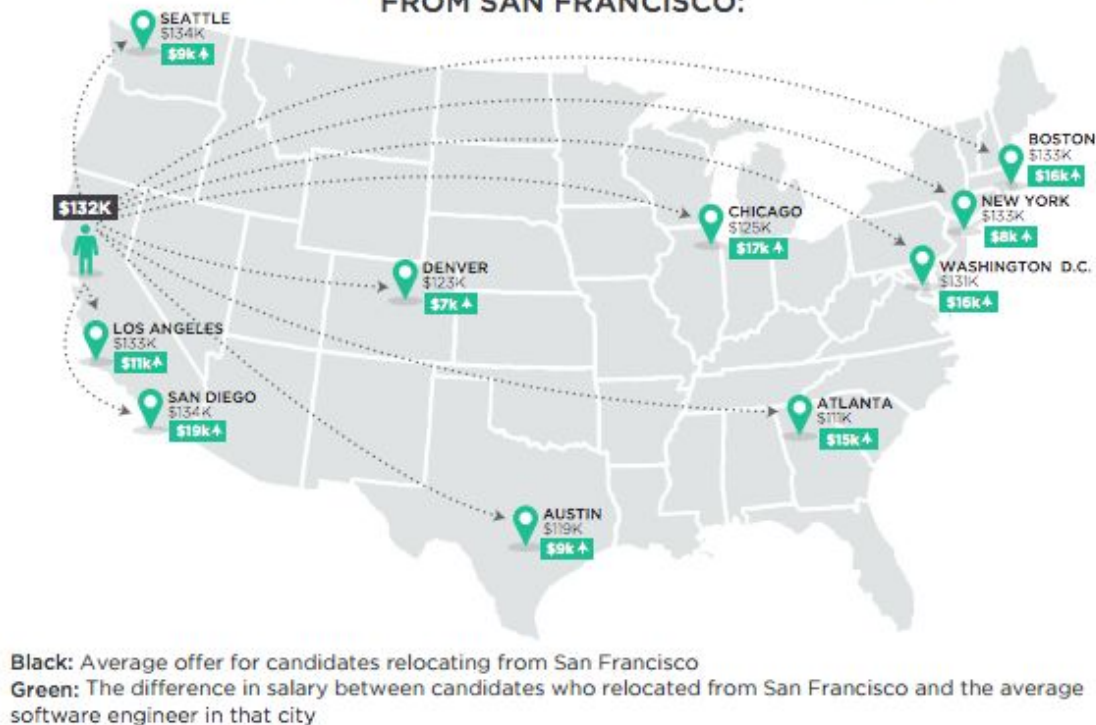 FROM SAN FRANCISCO:
SEATTLE
$134K
$9k
BOSTON
$133K
$16k
$132K
NEW YORK
$133K
$8k
CHICAGO
$125K
$17k
WASHINGTON D.C.
$131K
$16k
DENVER
$123K
$7k
LOS ANGELES
$133K
$11k
SAN DIEGO
$134K
$19k
ATLANTA
$111K
$15k
AUSTIN
$119K
$9k
Black: Average offer for candidates relocating from San Francisco
Green: The difference in salary between candidates who relocated from San Francisco and the average
software engineer in that city